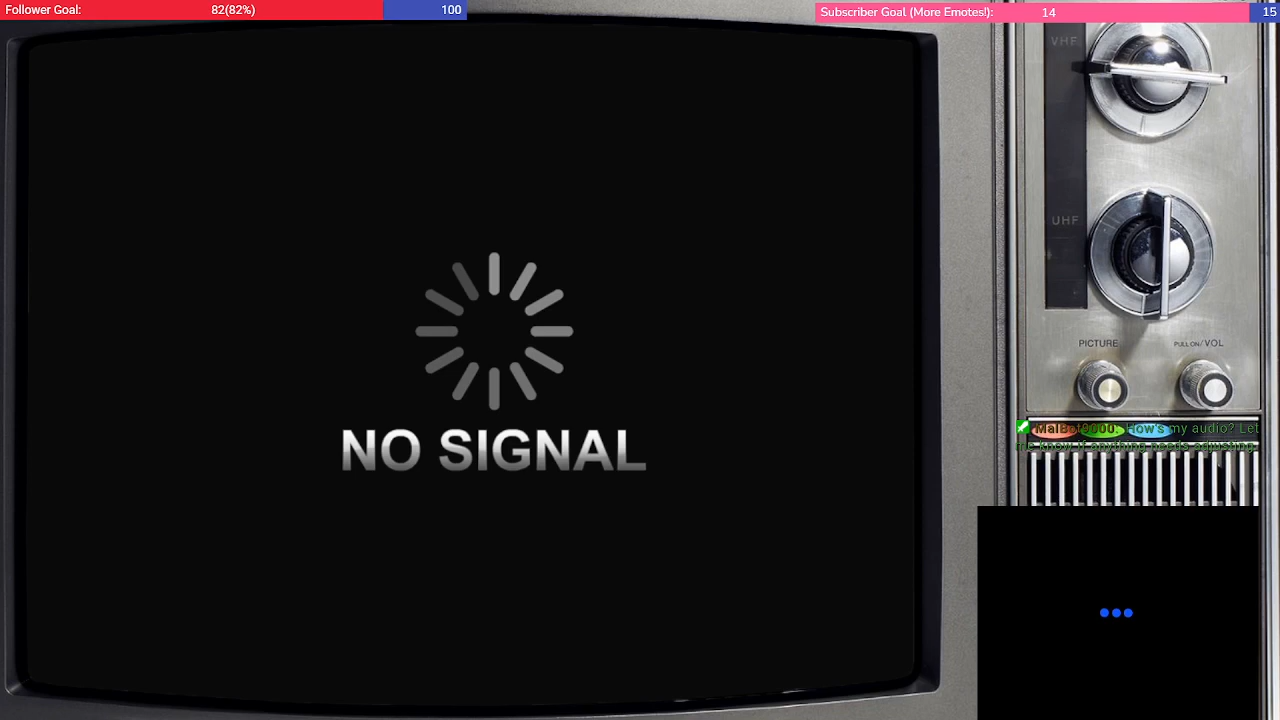 Follower Goal: 82(82%) 100
Subscriber Goal (More Emotes!): 14 15
VHF
UHF
PICTURE PULL ON/VOL
MalBot9000: How's my audio? Let
me know if anything needs adjusting.
NO SIGNAL